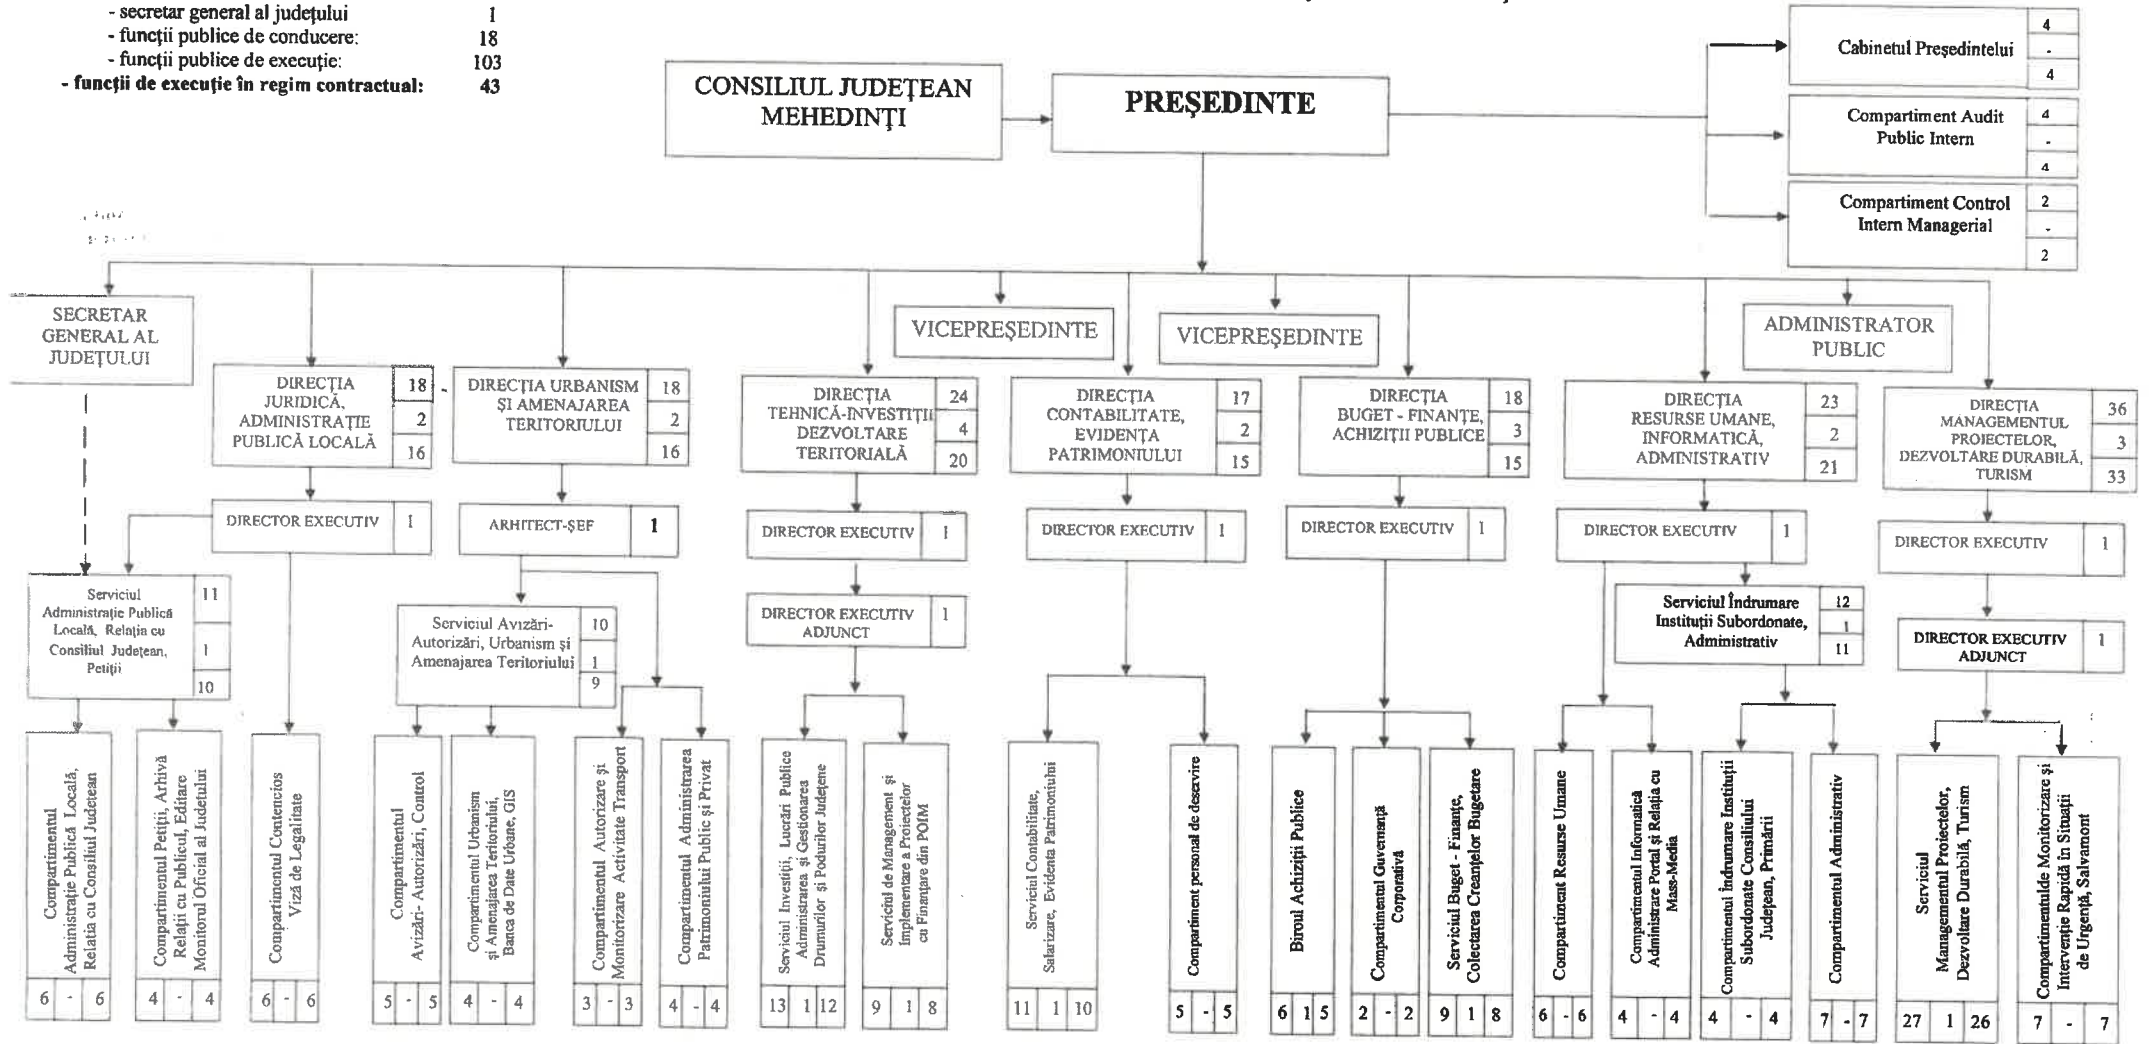 - secretar general al județului 1
- funcții publice de conducere: 18
- funcții publice de execuție: 103
- funcții de execuție în regim contractual: 43
CONSILIUL JUDEȚEAN
MEHEDINȚI
PREȘEDINTE
Cabinetul Președintelui
4
-
4
Compartiment Audit
Public Intern
4
-
4
Compartiment Control
Intern Managerial
2
-
2
SECRETAR
GENERAL AL
JUDEȚULUI
VICEPREȘEDINTE
VICEPREȘEDINTE
ADMINISTRATOR
PUBLIC
DIRECȚIA
JURIDICĂ,
ADMINISTRAȚIE
PUBLICĂ LOCALĂ
18
2
16
DIRECȚIA URBANISM
ȘI AMENAJAREA
TERITORIULUI
18
2
16
DIRECȚIA
TEHNICĂ-INVESTIȚII
DEZVOLTARE
TERITORIALĂ
24
4
20
DIRECȚIA
CONTABILITATE,
EVIDENȚA
PATRIMONIULUI
17
2
15
DIRECȚIA
BUGET - FINANȚE,
ACHIZIȚII PUBLICE
18
3
15
DIRECȚIA
RESURSE UMANE,
INFORMATICĂ,
ADMINISTRATIV
23
2
21
DIRECȚIA
MANAGEMENTUL
PROIECTELOR,
DEZVOLTARE DURABILĂ,
TURISM
36
3
33
DIRECTOR EXECUTIV 1
ARHITECT-ȘEF 1
DIRECTOR EXECUTIV 1
DIRECTOR EXECUTIV 1
DIRECTOR EXECUTIV 1
DIRECTOR EXECUTIV 1
DIRECTOR EXECUTIV 1
Serviciul
Administrație Publică
Locală, Relația cu
Consiliul Județean,
Petiții
11
1
10
Serviciul Avizări-
Autorizări, Urbanism și
Amenajarea Teritoriului
10
1
9
DIRECTOR EXECUTIV
ADJUNCT
1
Serviciul Îndrumare
Instituții Subordonate,
Administrativ
12
1
11
DIRECTOR EXECUTIV
ADJUNCT
1
Compartimentul
Administrație Publică Locală,
Relatia cu Consiliul Județean
6 - 6
Compartimentul Petiții, Arhivă
Relații cu Publicul, Editare
Monitorul Oficial al Județului
4 - 4
Compartimentul Contencios
Viză de Legalitate
6 - 6
Compartimentul
Avizări- Autorizări, Control
5 - 5
Compartimentul Urbanism
și Amenajarea Teritoriului,
Banca de Date Urbane, GIS
4 - 4
Compartimentul Autorizare și
Monitorizare Activitate Transport
3 - 3
Compartimentul Administrarea
Patrimoniului Public și Privat
4 - 4
Serviciul Investiții, Lucrări Publice
Administrarea și Gestionarea
Drumurilor și Podurilor Județene
13 1 12
Serviciul de Management și
Implementare a Proiectelor
cu Finanțare din POIM
9 1 8
Serviciul Contabilitate,
Salarizare, Evidenta Patrimoniului
11 1 10
Compartiment personal de deservire
5 - 5
Biroul Achiziții Publice
6 1 5
Compartimentul Guvernanță
Corporativă
2 - 2
Serviciul Buget - Finanțe,
Colectarea Creanțelor Bugetare
9 1 8
Compartiment Resurse Umane
6 - 6
Compartimentul Informatică
Administrare Portal și Relația cu
Mass-Media
4 - 4
Compartimentul Îndrumare Instituții
Subordonate Consiliului
Județean, Primării
4 - 4
Compartimentul Administrativ
7 - 7
Serviciul
Managementul Proiectelor,
Dezvoltare Durabilă, Turism
27 1 26
Compartimentulde Monitorizare și
Intervenție Rapidă în Situații
de Urgență, Salvamont
7 - 7